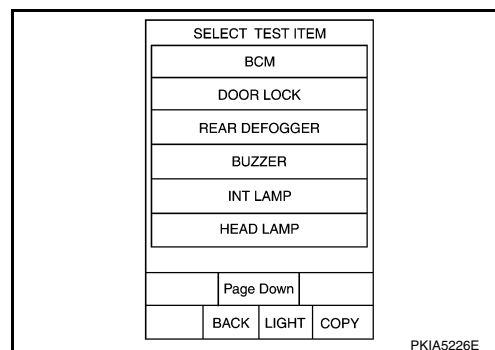 SELECT TEST ITEM
BCM
DOOR LOCK
REAR DEFOGGER
BUZZER
INT LAMP
HEAD LAMP
Page Down
BACK LIGHT COPY
PKIA5226E